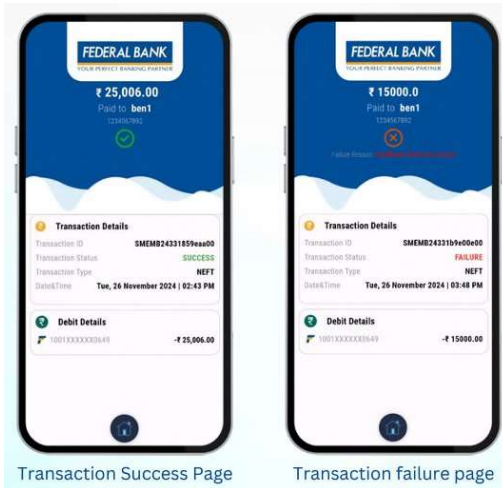 FEDERAL BANK
YOUR PERFECT BANKING PARTNER
₹ 25,006.00
Paid to ben1
1234567892
Transaction Details
Transaction ID SMEMB24331859eaa00
Transaction Status SUCCESS
Transaction Type NEFT
Date&Time Tue, 26 November 2024 | 02:43 PM
Debit Details
1001XXXXXX0649 -₹ 25,006.00
Transaction Success Page
FEDERAL BANK
YOUR PERFECT BANKING PARTNER
₹ 15000.0
Paid to ben1
1234567892
Failure Reason:
Transaction Details
Transaction ID SMEMB24331b9e00e00
Transaction Status FAILURE
Transaction Type NEFT
Date&Time Tue, 26 November 2024 | 03:48 PM
Debit Details
1001XXXXXX0649 -₹ 15000.00
Transaction failure page